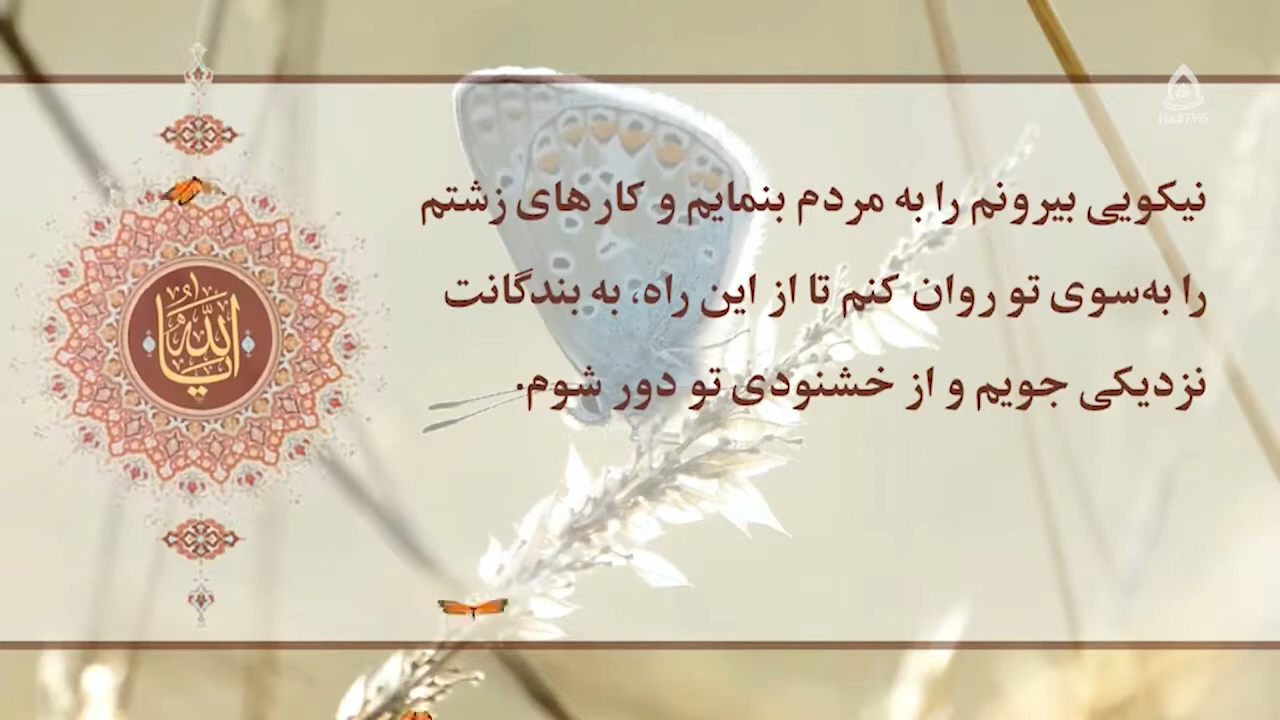 HadiTV6
نیکویی بیرونم را به مردم بنمایم و کارهای زشتم
را به‌سوی تو روان کنم تا از این راه، به بندگانت
نزدیکی جویم و از خشنودی تو دور شوم.